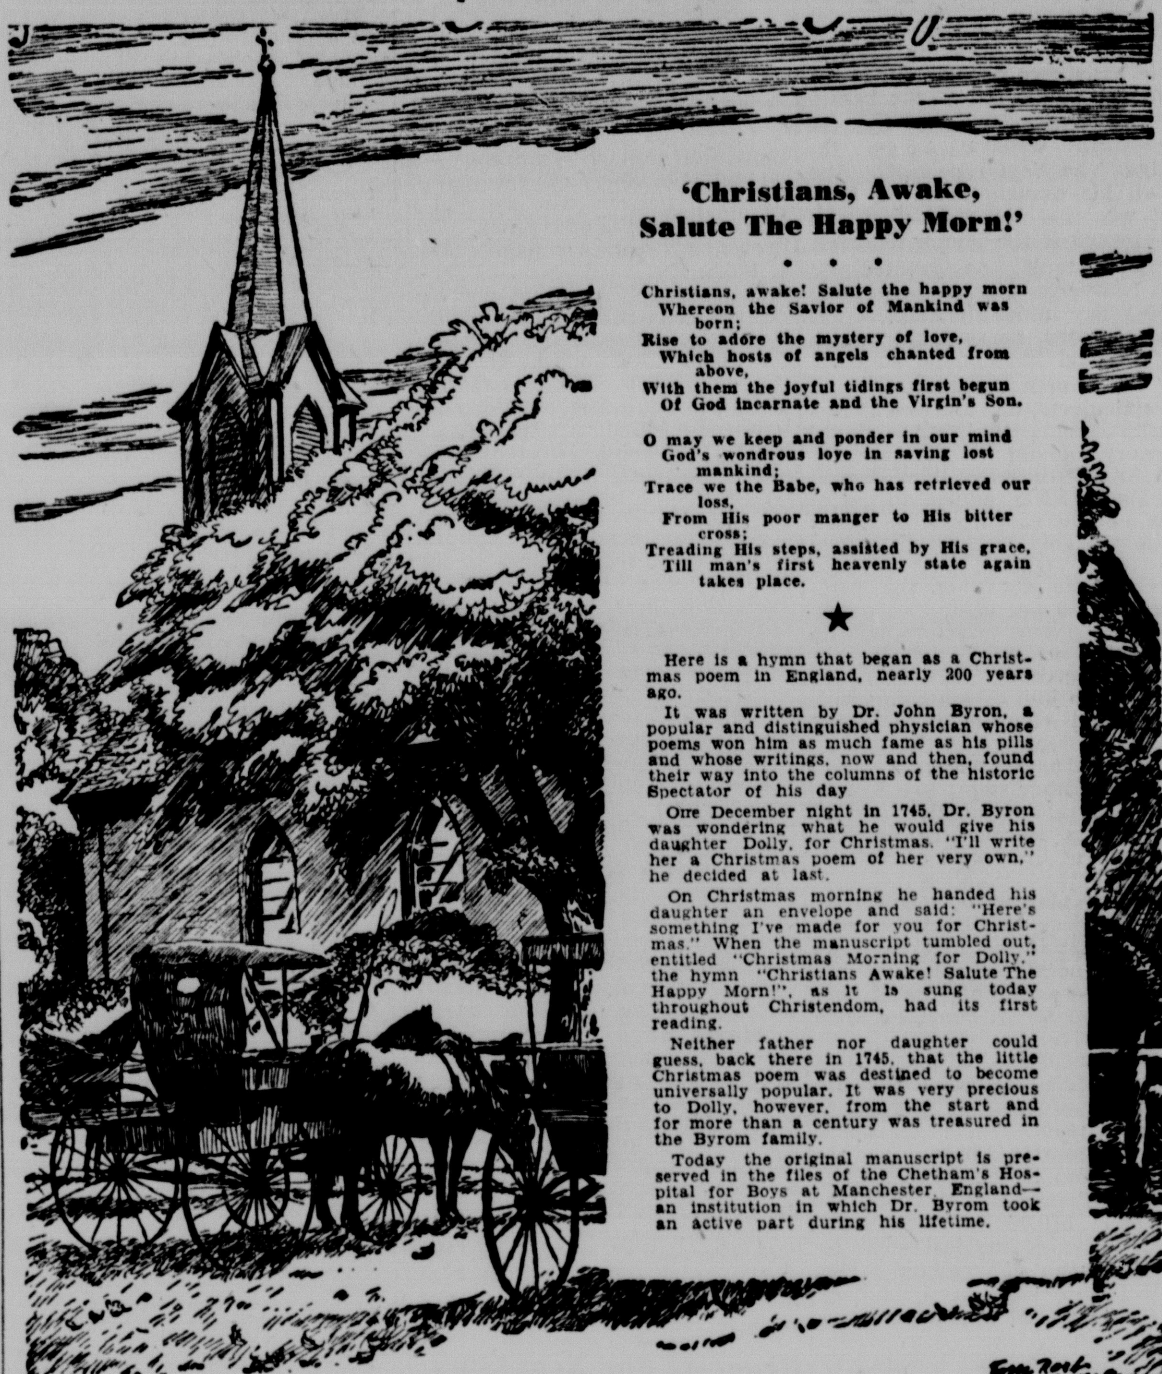 ‘Christians, Awake,
Salute The Happy Morn!’
Christians, awake! Salute the happy morn
Whereon the Savior of Mankind was
born;
Rise to adore the mystery of love,
Which hosts of angels chanted from
above,
With them the joyful tidings first begun
Of God incarnate and the Virgin's Son.
O may we keep and ponder in our mind
God's wondrous love in saving lost
mankind;
Trace we the Babe, who has retrieved our
loss,
From His poor manger to His bitter
cross;
Treading His steps, assisted by His grace,
Till man's first heavenly state again
takes place.
★
Here is a hymn that began as a Christ-
mas poem in England, nearly 200 years
ago.
It was written by Dr. John Byron, a
popular and distinguished physician whose
poems won him as much fame as his pills
and whose writings, now and then, found
their way into the columns of the historic
Spectator of his day
One December night in 1745, Dr. Byron
was wondering what he would give his
daughter Dolly, for Christmas. "I'll write
her a Christmas poem of her very own,"
he decided at last.
On Christmas morning he handed his
daughter an envelope and said: "Here's
something I've made for you for Christ-
mas." When the manuscript tumbled out,
entitled "Christmas Morning for Dolly,"
the hymn "Christians Awake! Salute The
Happy Morn!", as it is sung today
throughout Christendom, had its first
reading.
Neither father nor daughter could
guess, back there in 1745, that the little
Christmas poem was destined to become
universally popular. It was very precious
to Dolly, however, from the start and
for more than a century was treasured in
the Byrom family.
Today the original manuscript is pre-
served in the files of the Chetham's Hos-
pital for Boys at Manchester, England—
an institution in which Dr. Byrom took
an active part during his lifetime.